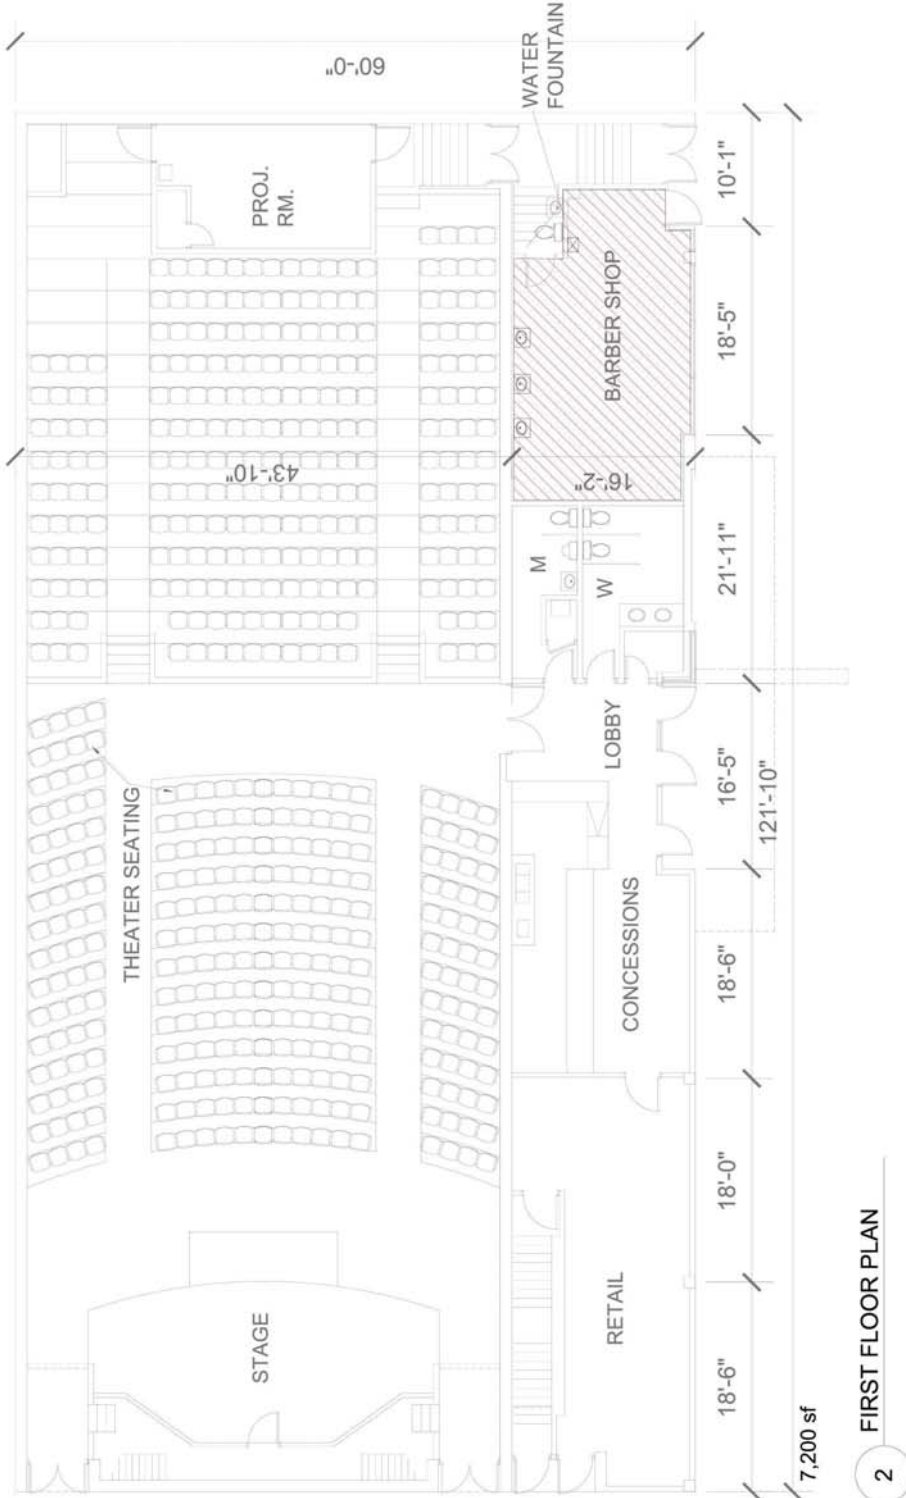 60'-0"
WATER
FOUNTAIN
PROJ.
RM.
10'-1"
BARBER SHOP
18'-5"
43'-10"
16'-2"
M
W
21'-11"
THEATER SEATING
LOBBY
16'-5"
121'-10"
CONCESSIONS
18'-6"
18'-0"
STAGE
RETAIL
18'-6"
7,200 sf
2
FIRST FLOOR PLAN